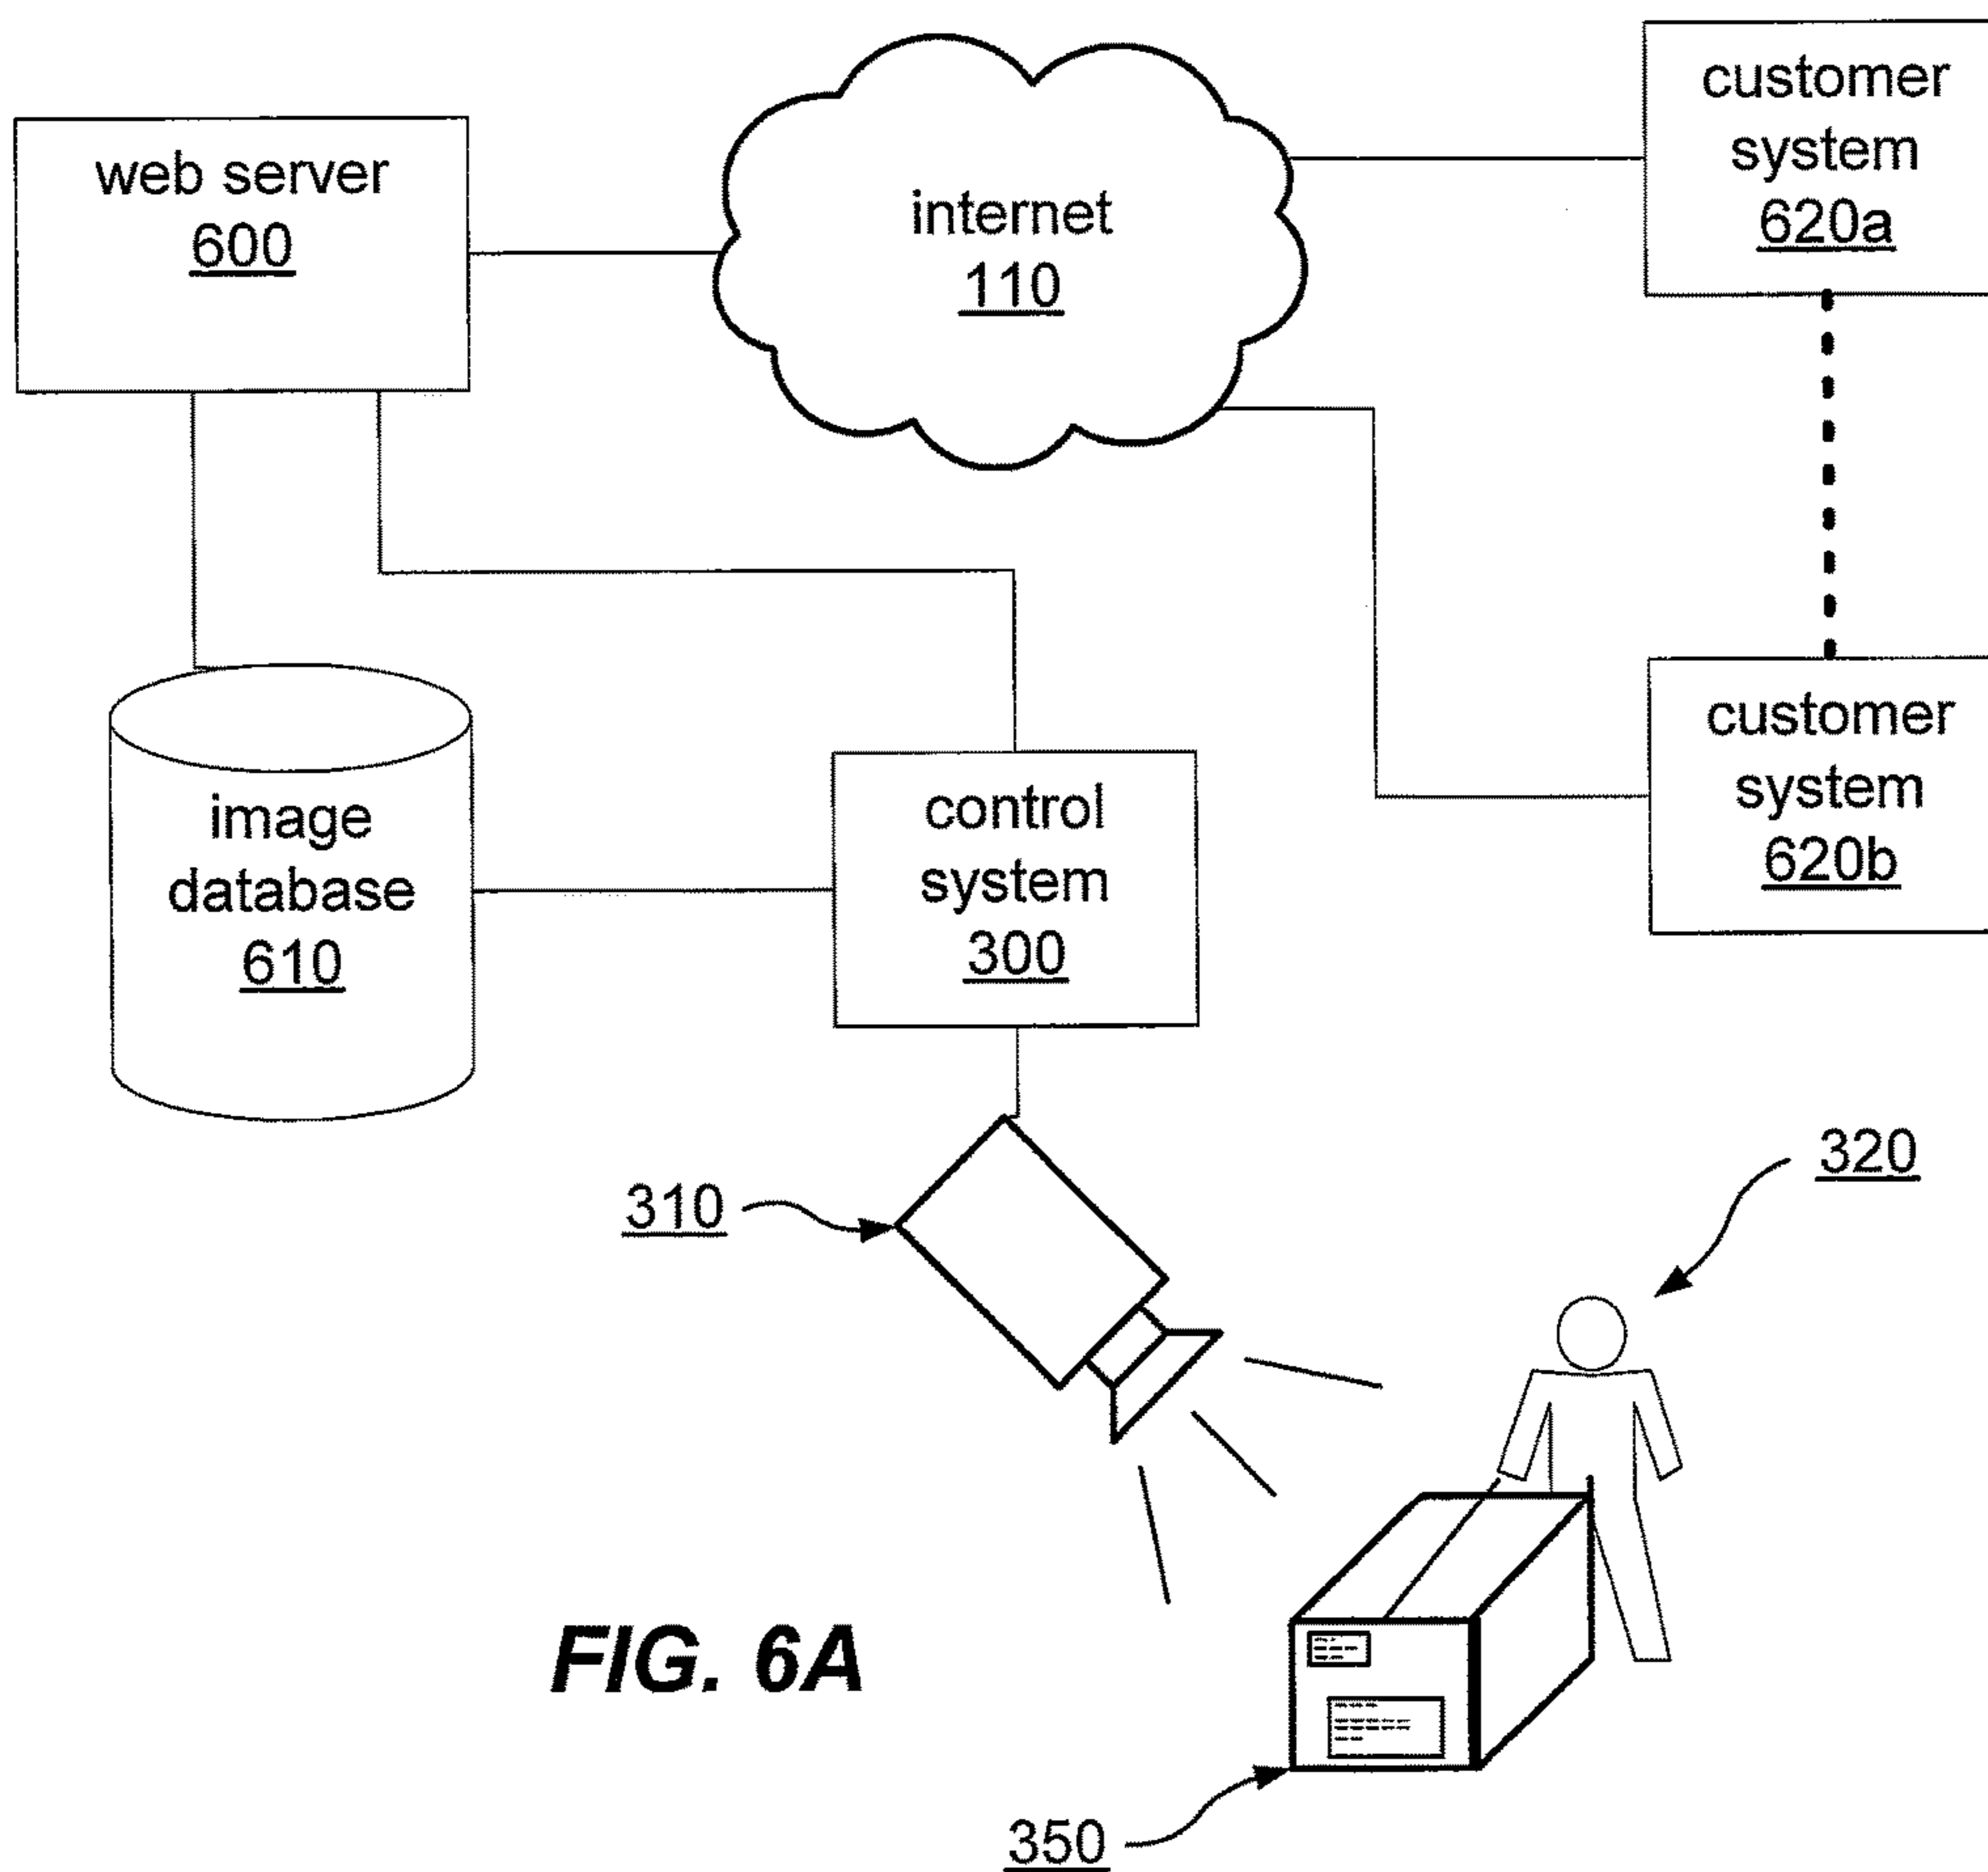 customer
system
620a
web server
600
internet
110
customer
system
620b
image
database
610
control
system
300
310
320
FIG. 6A
350